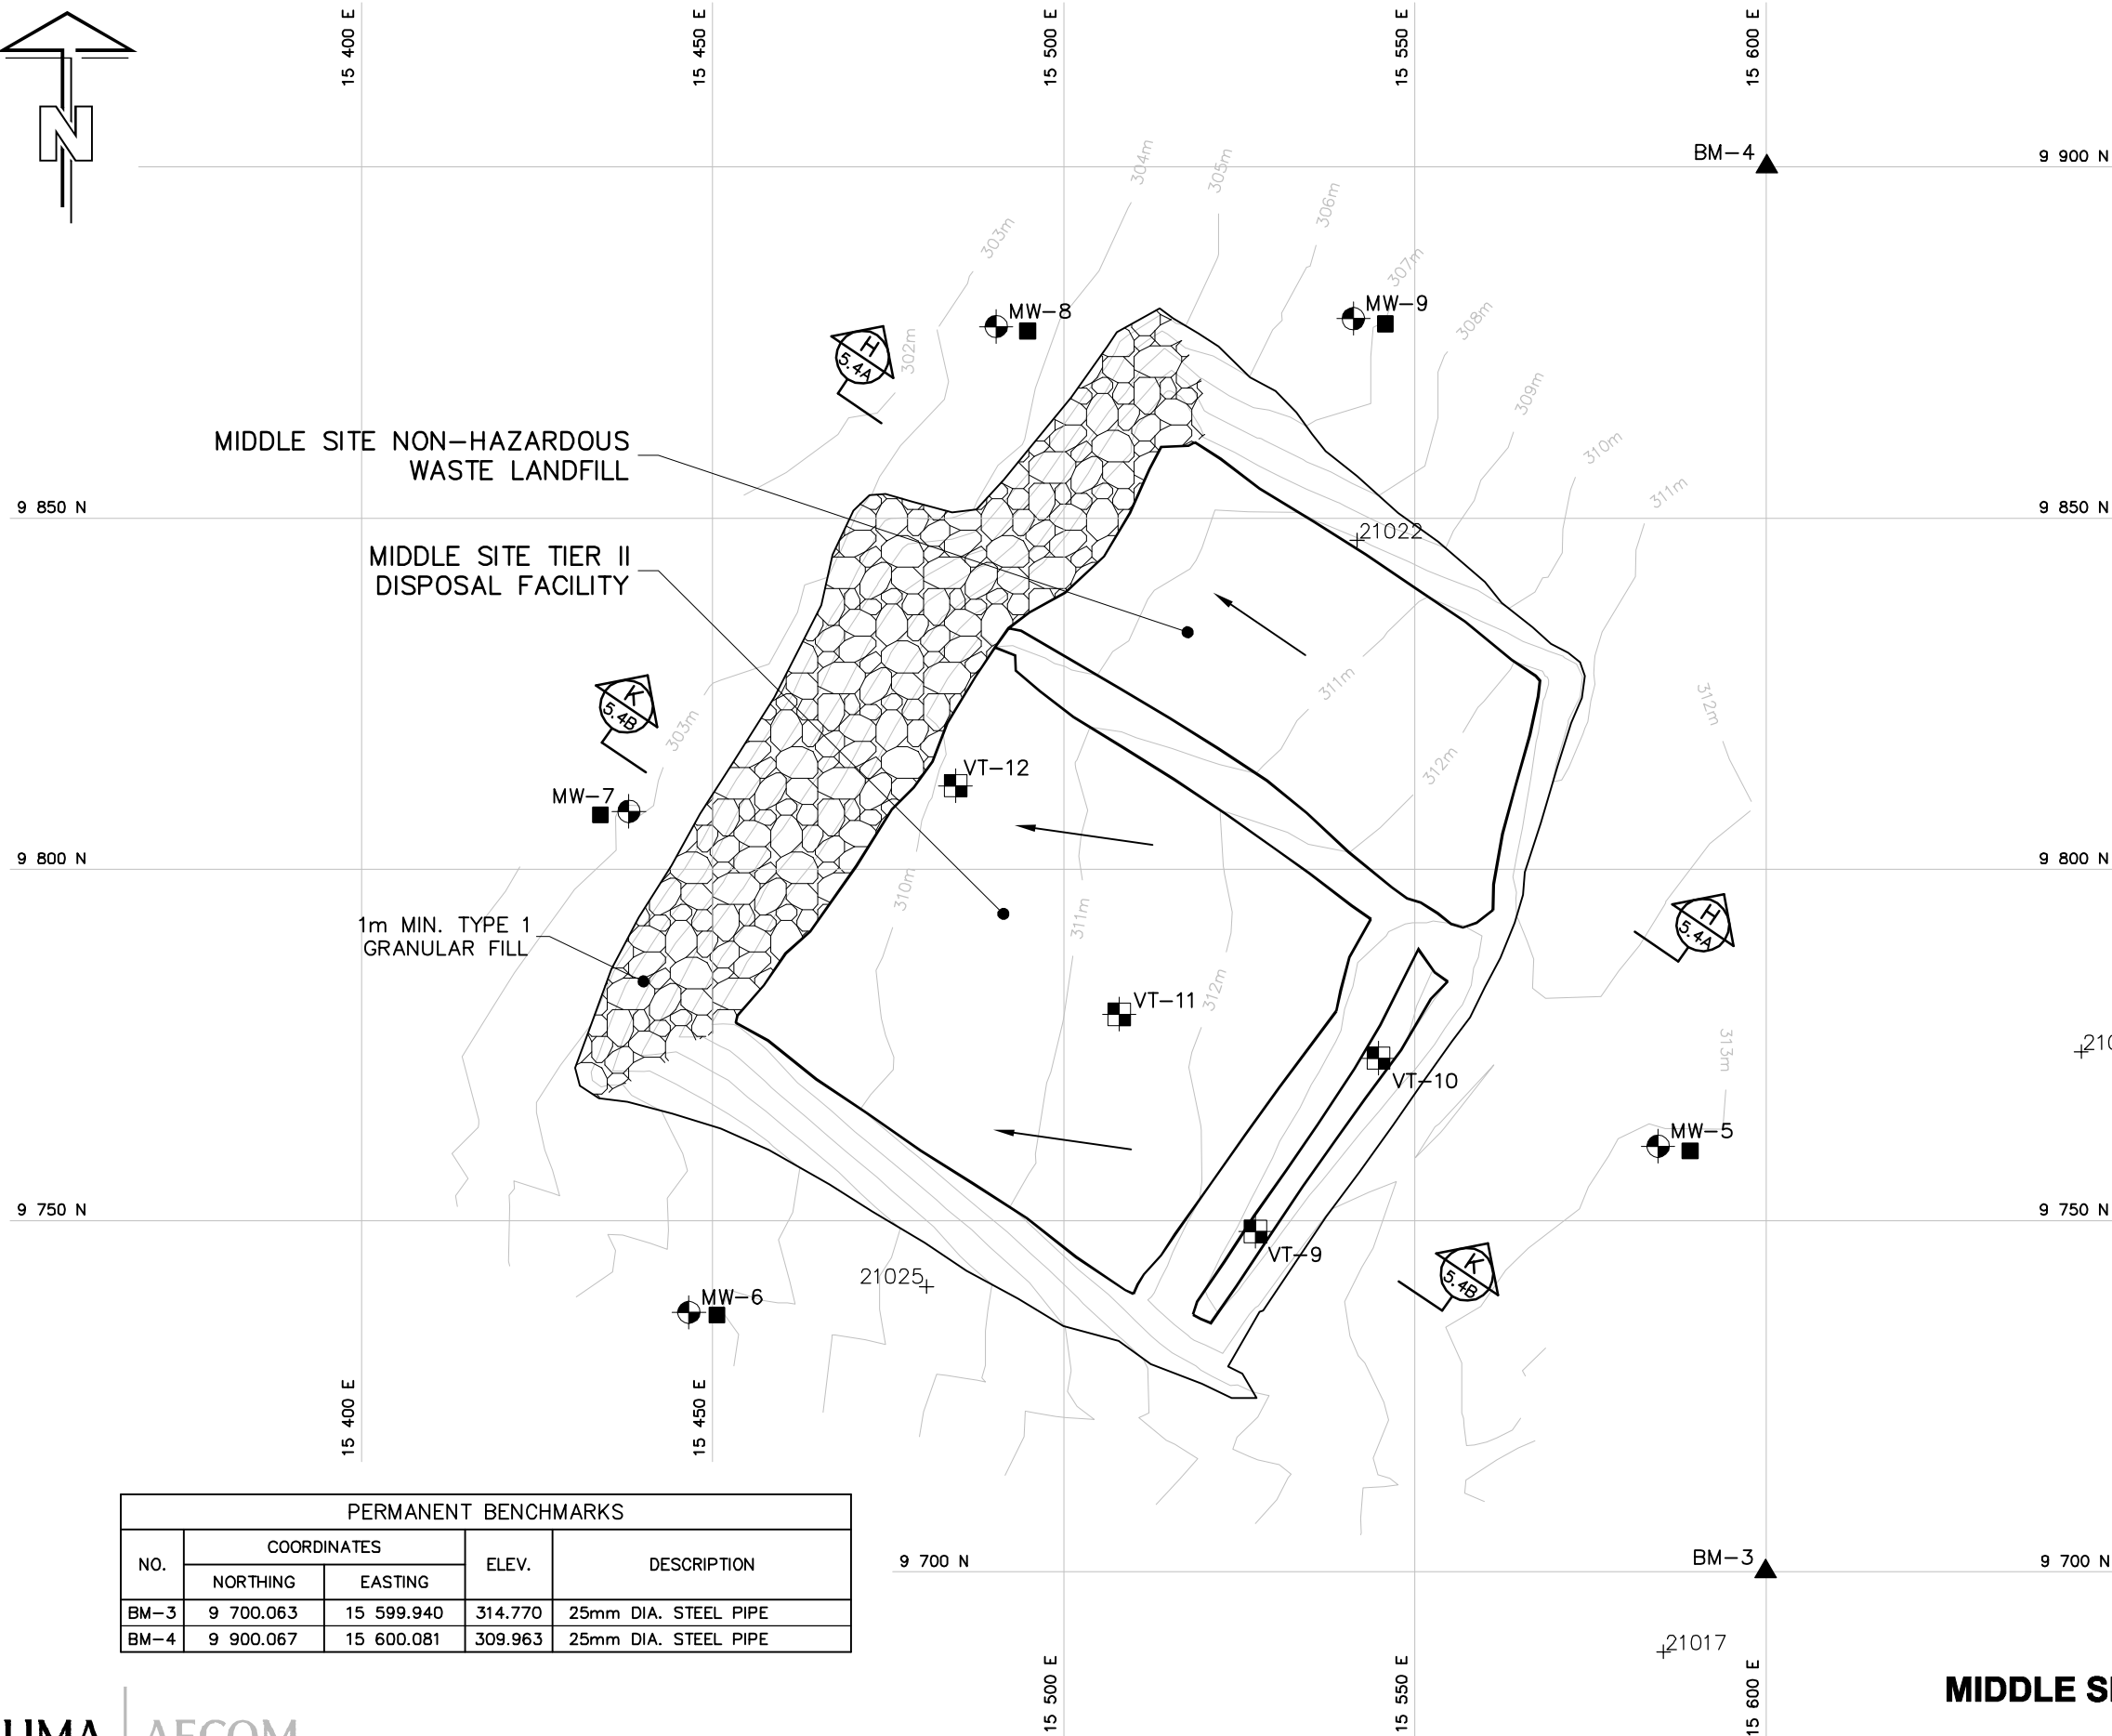 15 400 E
15 450 E
15 500 E
15 550 E
15 600 E
N
BM-4
9 900 N
304m
305m
306m
303m
307m
MW-8
MW-9
308m
H
5.4A
302m
309m
MIDDLE SITE NON-HAZARDOUS
WASTE LANDFILL
310m
311m
9 850 N
9 850 N
21022
MIDDLE SITE TIER II
DISPOSAL FACILITY
311m
312m
K
5.4B
303m
312m
VT-12
MW-7
9 800 N
9 800 N
310m
311m
1m MIN. TYPE 1
GRANULAR FILL
H
5.4A
312m
VT-11
313m
VT-10
MW-5
9 750 N
9 750 N
VT-9
K
5.4B
21025
MW-6
15 400 E
15 450 E
PERMANENT BENCHMARKS
NO.
COORDINATES
ELEV.
DESCRIPTION
NORTHING
EASTING
BM-3 9 700.063 15 599.940 314.770 25mm DIA. STEEL PIPE
BM-4 9 900.067 15 600.081 309.963 25mm DIA. STEEL PIPE
9 700 N
BM-3
9 700 N
21017
15 500 E
15 550 E
15 600 E
MIDDLE
UMA AECOM